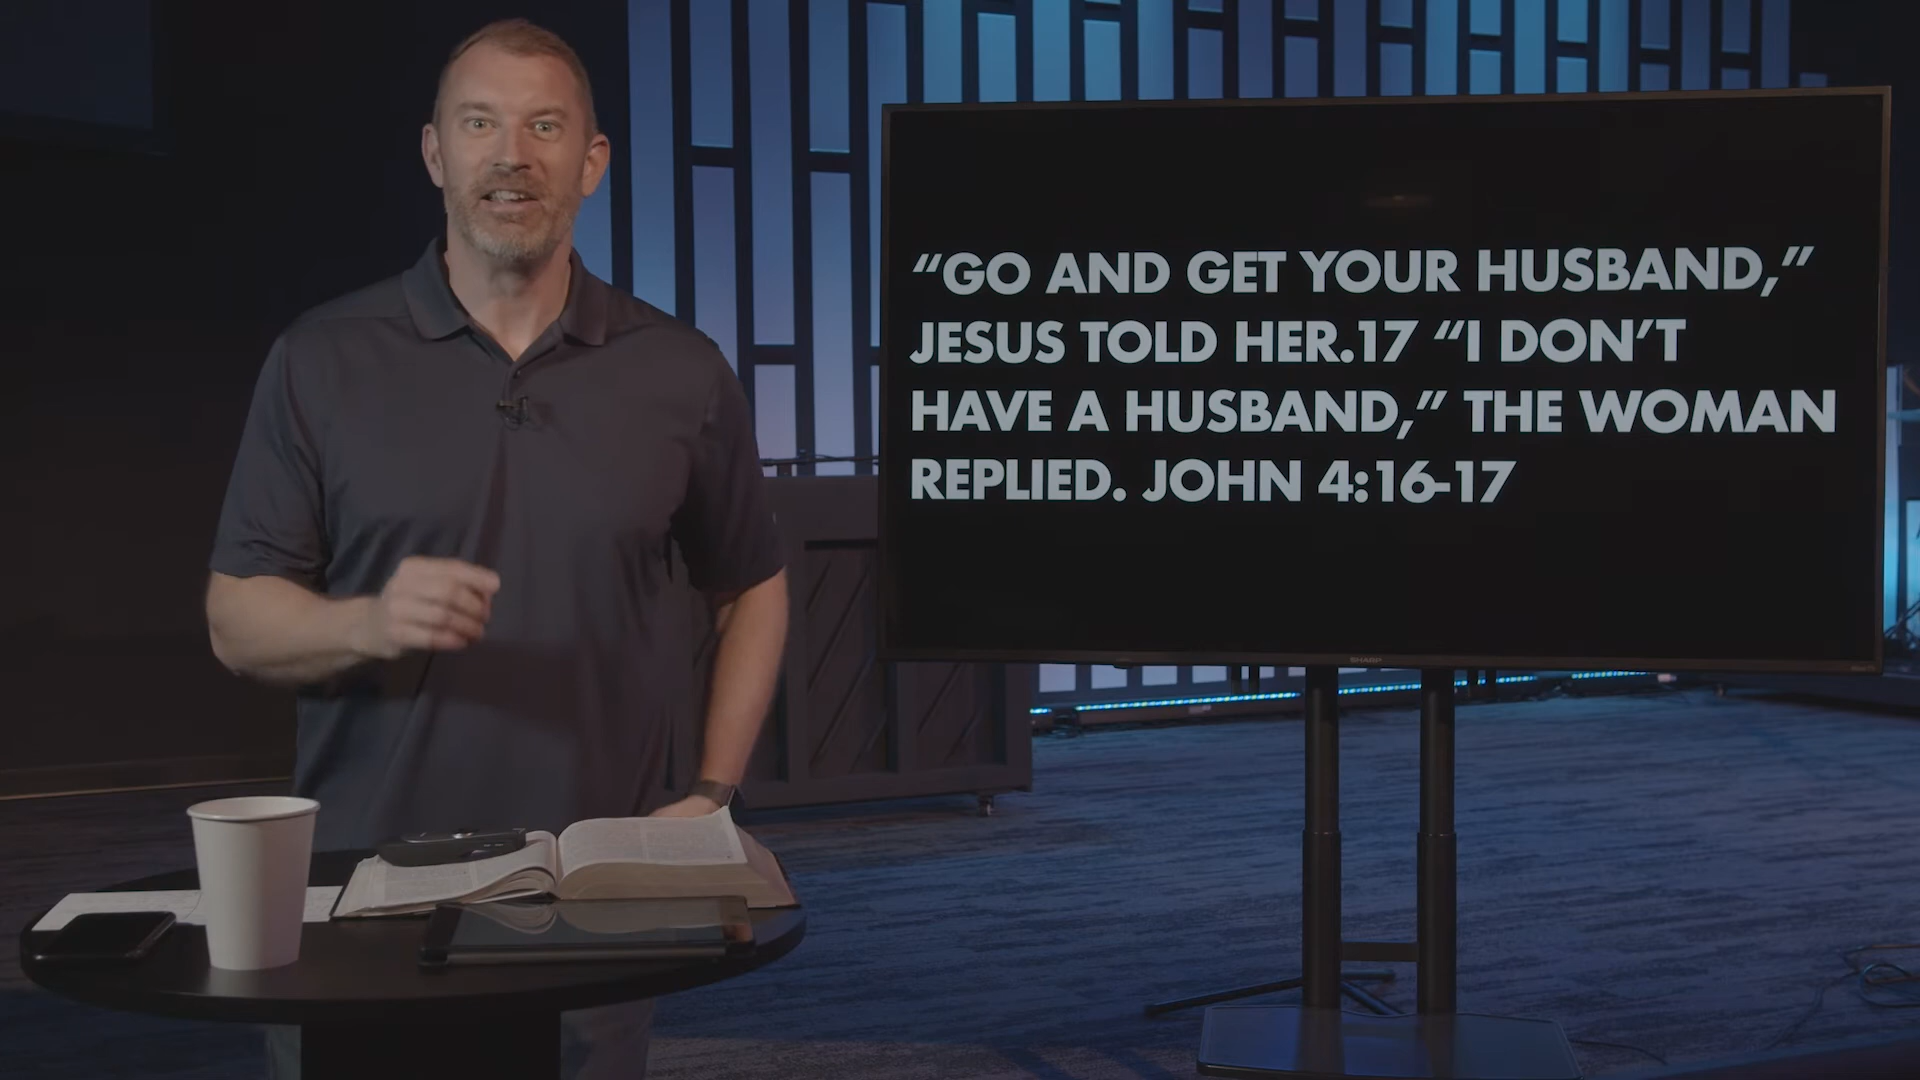 “GO AND GET YOUR HUSBAND,”
JESUS TOLD HER.17 “I DON’T
HAVE A HUSBAND,” THE WOMAN
REPLIED. JOHN 4:16-17
SHARP